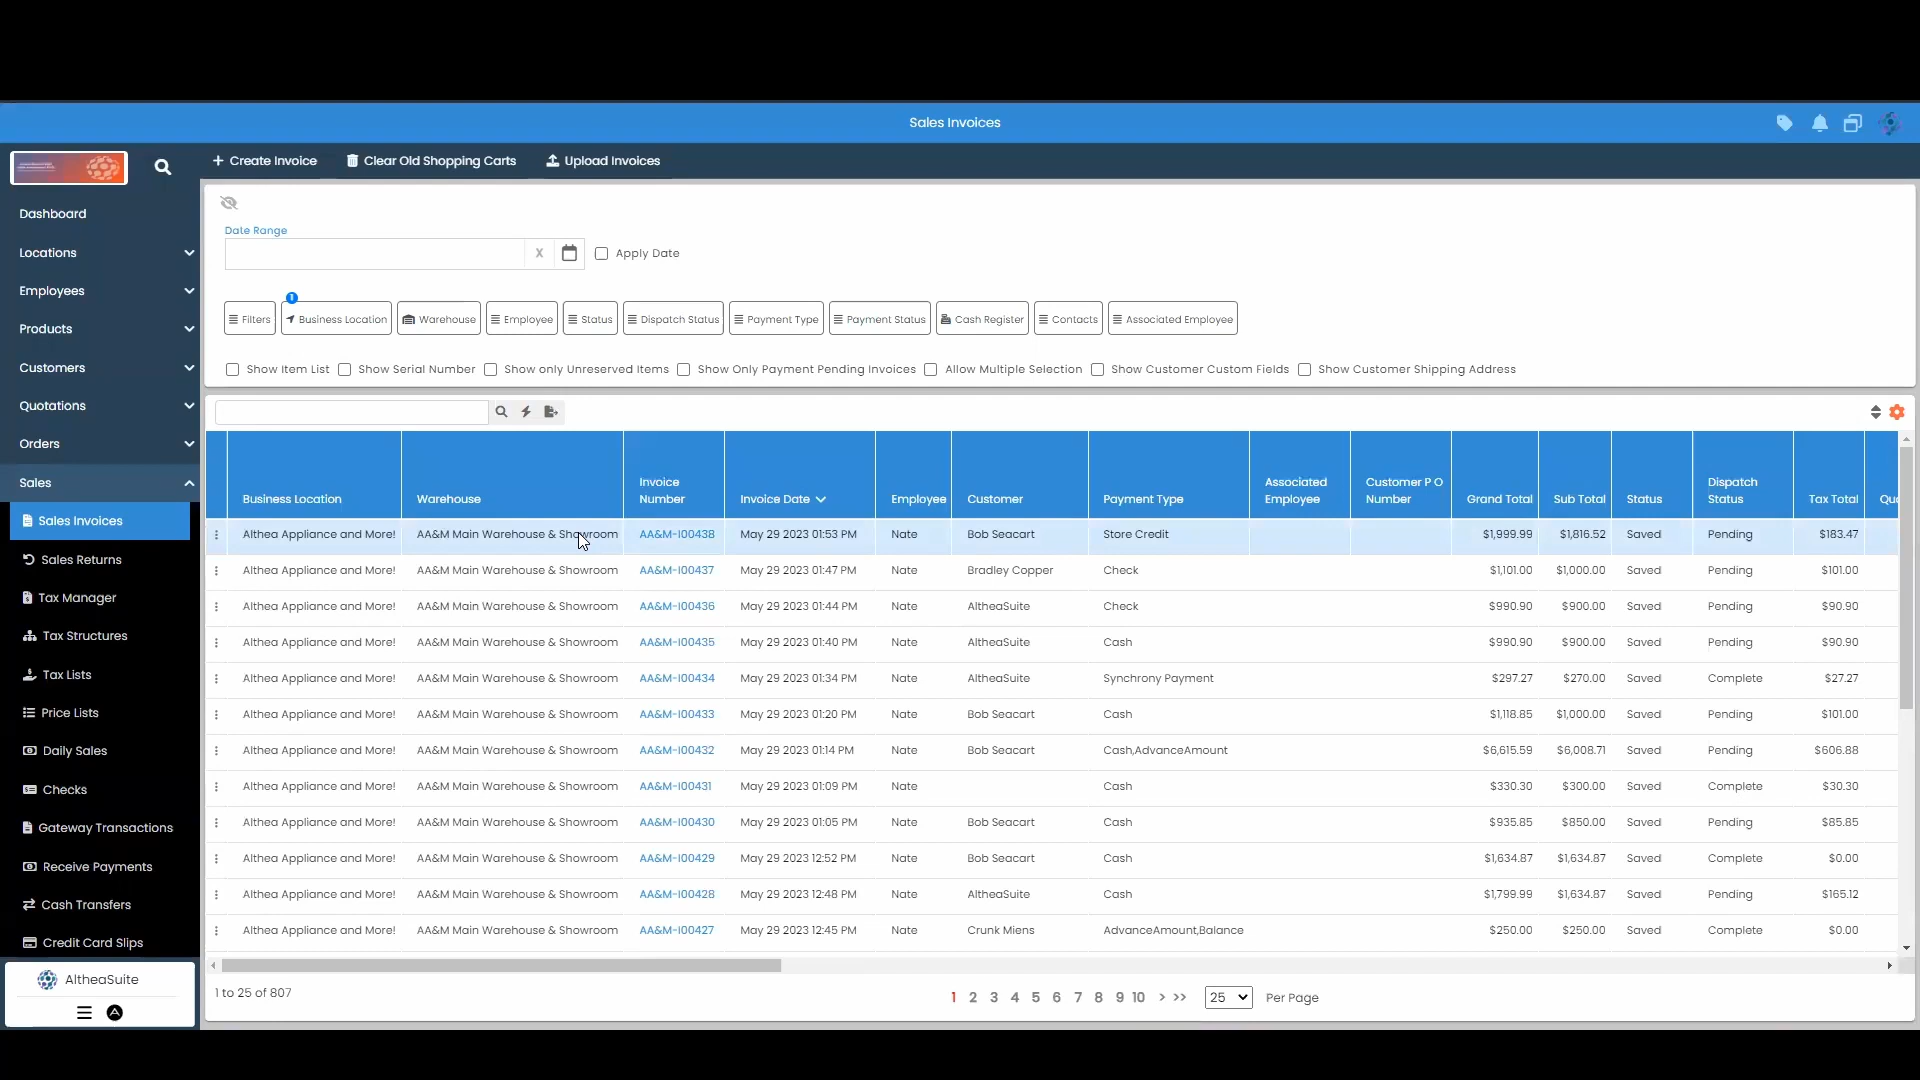 Sales Invoices
+ Create Invoice Clear Old Shopping Carts Upload Invoices
Dashboard
Locations
Employees
Products
Customers
Quotations
Orders
Sales
Sales Invoices
Sales Returns
Tax Manager
Tax Structures
Tax Lists
Price Lists
Daily Sales
Checks
Gateway Transactions
Receive Payments
Cash Transfers
Credit Card Slips
AltheaSuite
Date Range
X Apply Date
1
Filters Business Location Warehouse Employee Status Dispatch Status Payment Type Payment Status Cash Register Contacts Associated Employee
Show Item List Show Serial Number Show only Unreserved Items Show Only Payment Pending Invoices Allow Multiple Selection Show Customer Custom Fields Show Customer Shipping Address
Business Location Warehouse Invoice Number Invoice Date Employee Customer Payment Type Associated Employee Customer P O Number Grand Total Sub Total Status Dispatch Status Tax Total Qu
Althea Appliance and More! AA&M Main Warehouse & Showroom AA&M-I00438 May 29 2023 01:53 PM Nate Bob Seacart Store Credit $1,999.99 $1,816.52 Saved Pending $183.47
Althea Appliance and More! AA&M Main Warehouse & Showroom AA&M-I00437 May 29 2023 01:47 PM Nate Bradley Copper Check $1,101.00 $1,000.00 Saved Pending $101.00
Althea Appliance and More! AA&M Main Warehouse & Showroom AA&M-I00436 May 29 2023 01:44 PM Nate AltheaSuite Check $990.90 $900.00 Saved Pending $90.90
Althea Appliance and More! AA&M Main Warehouse & Showroom AA&M-I00435 May 29 2023 01:40 PM Nate AltheaSuite Cash $990.90 $900.00 Saved Pending $90.90
Althea Appliance and More! AA&M Main Warehouse & Showroom AA&M-I00434 May 29 2023 01:34 PM Nate AltheaSuite Synchrony Payment $297.27 $270.00 Saved Complete $27.27
Althea Appliance and More! AA&M Main Warehouse & Showroom AA&M-I00433 May 29 2023 01:20 PM Nate Bob Seacart Cash $1,118.85 $1,000.00 Saved Pending $101.00
Althea Appliance and More! AA&M Main Warehouse & Showroom AA&M-I00432 May 29 2023 01:14 PM Nate Bob Seacart Cash,AdvanceAmount $6,615.59 $6,008.71 Saved Pending $606.88
Althea Appliance and More! AA&M Main Warehouse & Showroom AA&M-I00431 May 29 2023 01:09 PM Nate Cash $330.30 $300.00 Saved Complete $30.30
Althea Appliance and More! AA&M Main Warehouse & Showroom AA&M-I00430 May 29 2023 01:05 PM Nate Bob Seacart Cash $935.85 $850.00 Saved Pending $85.85
Althea Appliance and More! AA&M Main Warehouse & Showroom AA&M-I00429 May 29 2023 12:52 PM Nate Bob Seacart Cash $1,634.87 $1,634.87 Saved Complete $0.00
Althea Appliance and More! AA&M Main Warehouse & Showroom AA&M-I00428 May 29 2023 12:48 PM Nate AltheaSuite Cash $1,799.99 $1,634.87 Saved Pending $165.12
Althea Appliance and More! AA&M Main Warehouse & Showroom AA&M-I00427 May 29 2023 12:45 PM Nate Crunk Miens AdvanceAmount,Balance $250.00 $250.00 Saved Complete $0.00
1 to 25 of 807 1 2 3 4 5 6 7 8 9 10 > >> 25 Per Page